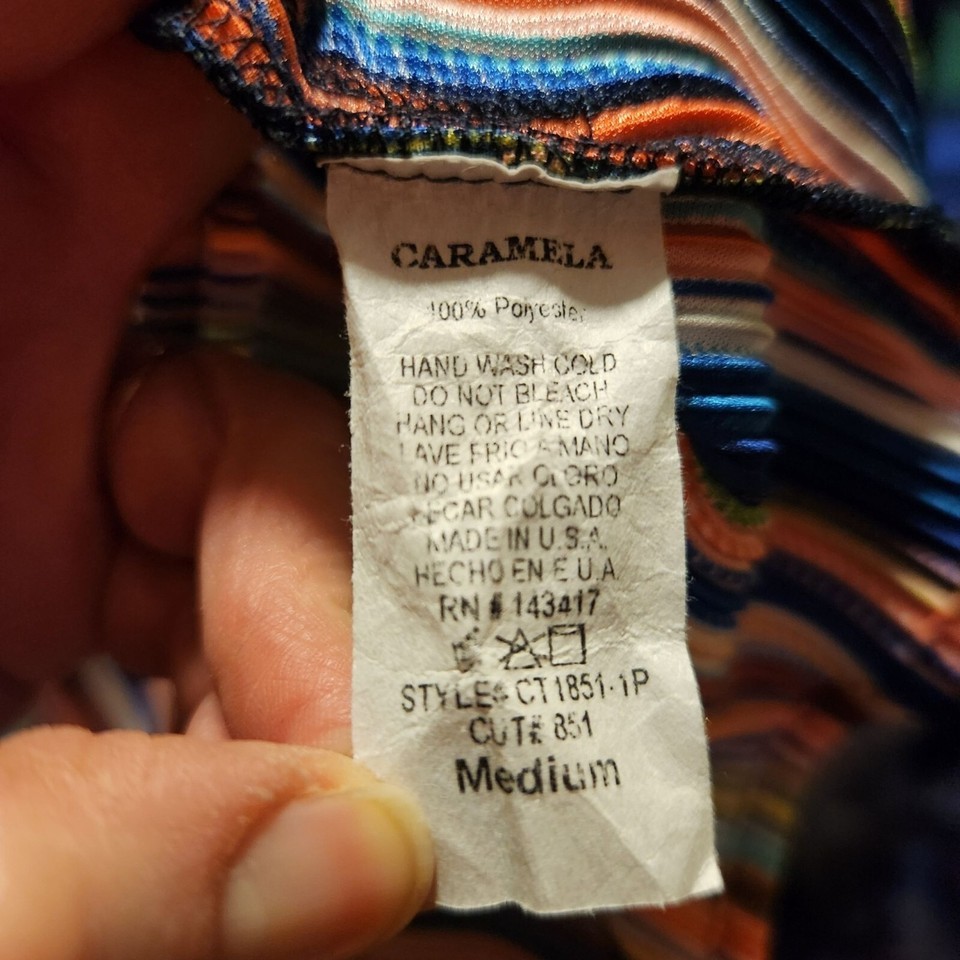 CARAMELA
100% Polyester
HAND WASH COLD
DO NOT BLEACH
HANG OR LINE DRY
LAVE FRIO A MANO
NO USAR CLORO
SECAR COLGADO
MADE IN U.S.A.
HECHO EN E.U.A.
RN # 143417
STYLE# CT1851-1P
CUT# 851
Medium